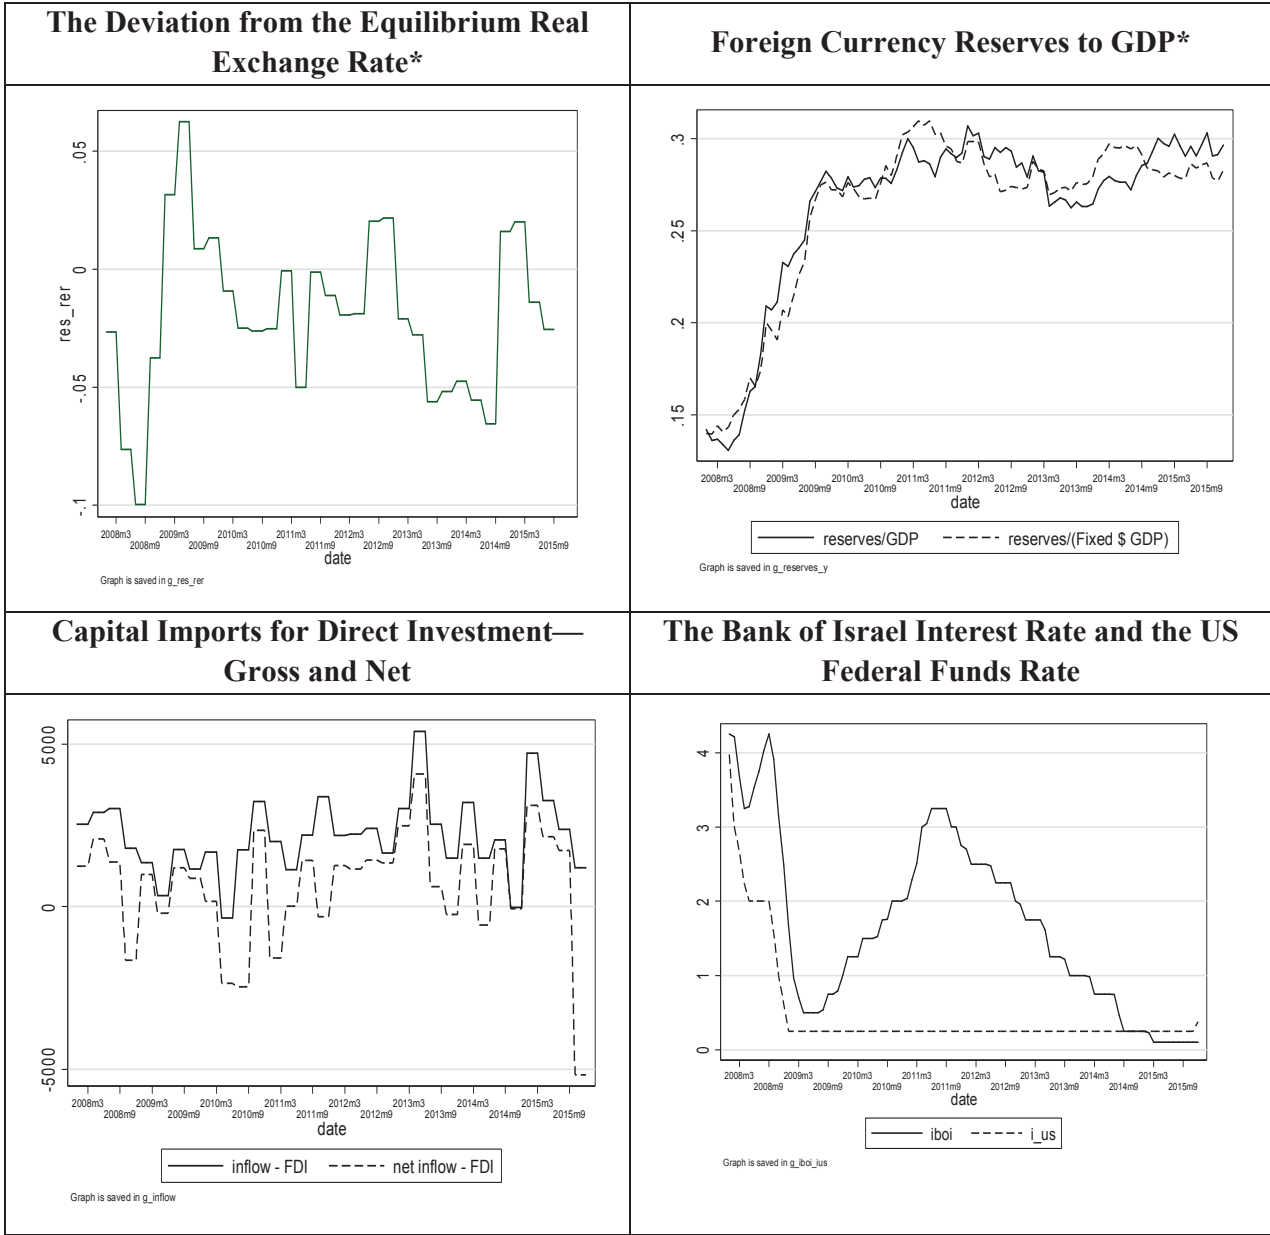 The Deviation from the Equilibrium Real
Exchange Rate*
Foreign Currency Reserves to GDP*
.05
0
-.05
-.1
res_rer
2008m3
2008m9
2009m3
2009m9
2010m3
2010m9
2011m3
2011m9
2012m3
2012m9
2013m3
2013m9
2014m3
2014m9
2015m3
2015m9
date
Graph is saved in g_res_rer
.3
.25
.2
.15
2008m3
2008m9
2009m3
2009m9
2010m3
2010m9
2011m3
2011m9
2012m3
2012m9
2013m3
2013m9
2014m3
2014m9
2015m3
2015m9
date
reserves/GDP
reserves/(Fixed $ GDP)
Graph is saved in g_reserves_y
Capital Imports for Direct Investment—
Gross and Net
The Bank of Israel Interest Rate and the US
Federal Funds Rate
5000
0
-5000
2008m3
2008m9
2009m3
2009m9
2010m3
2010m9
2011m3
2011m9
2012m3
2012m9
2013m3
2013m9
2014m3
2014m9
2015m3
2015m9
date
inflow - FDI
net inflow - FDI
Graph is saved in g_inflow
4
3
2
1
0
2008m3
2008m9
2009m3
2009m9
2010m3
2010m9
2011m3
2011m9
2012m3
2012m9
2013m3
2013m9
2014m3
2014m9
2015m3
2015m9
date
iboi
i_us
Graph is saved in g_iboi_ius